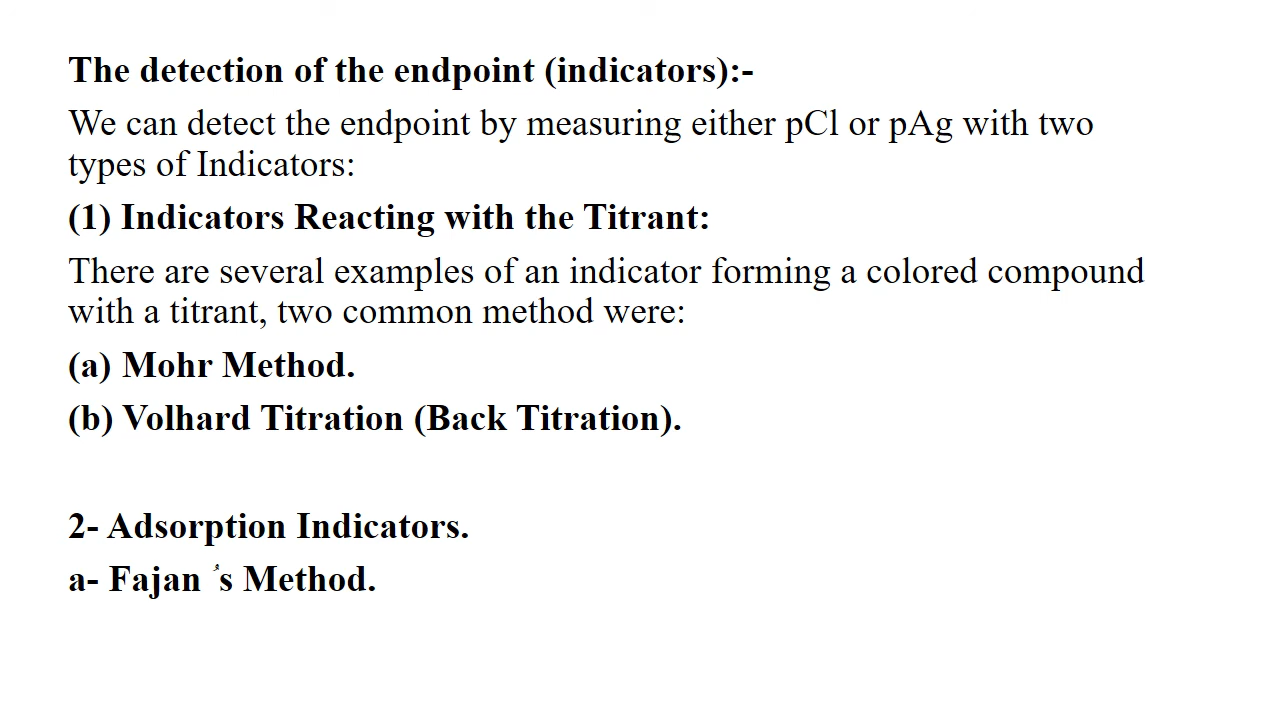 The detection of the endpoint (indicators):-
We can detect the endpoint by measuring either pCl or pAg with two
types of Indicators:
(1) Indicators Reacting with the Titrant:
There are several examples of an indicator forming a colored compound
with a titrant, two common method were:
(a) Mohr Method.
(b) Volhard Titration (Back Titration).
2- Adsorption Indicators.
a- Fajan ُs Method.